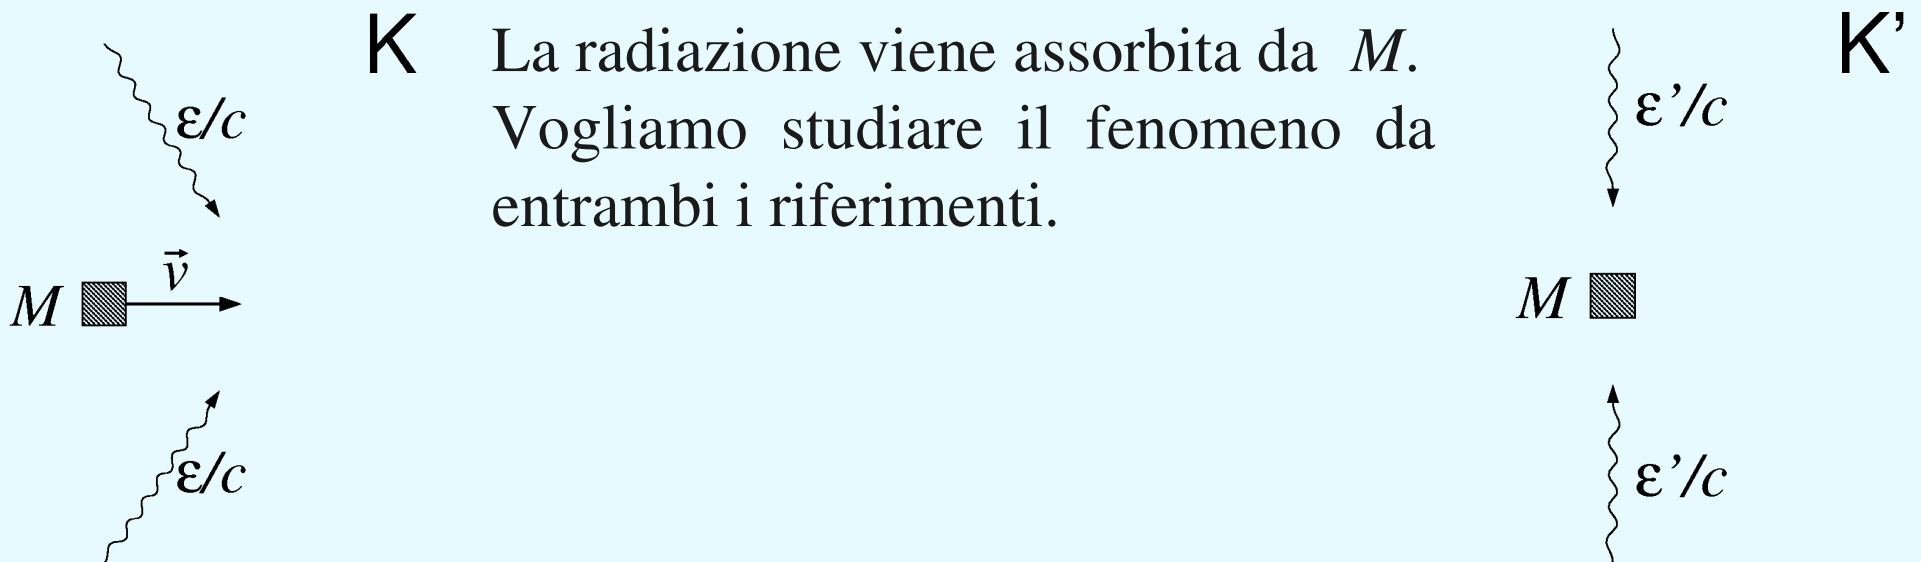 K
ε/c
v
M
ε/c
La radiazione viene assorbita da M.
Vogliamo studiare il fenomeno da
entrambi i riferimenti.
K’
ε’/c
M
ε’/c